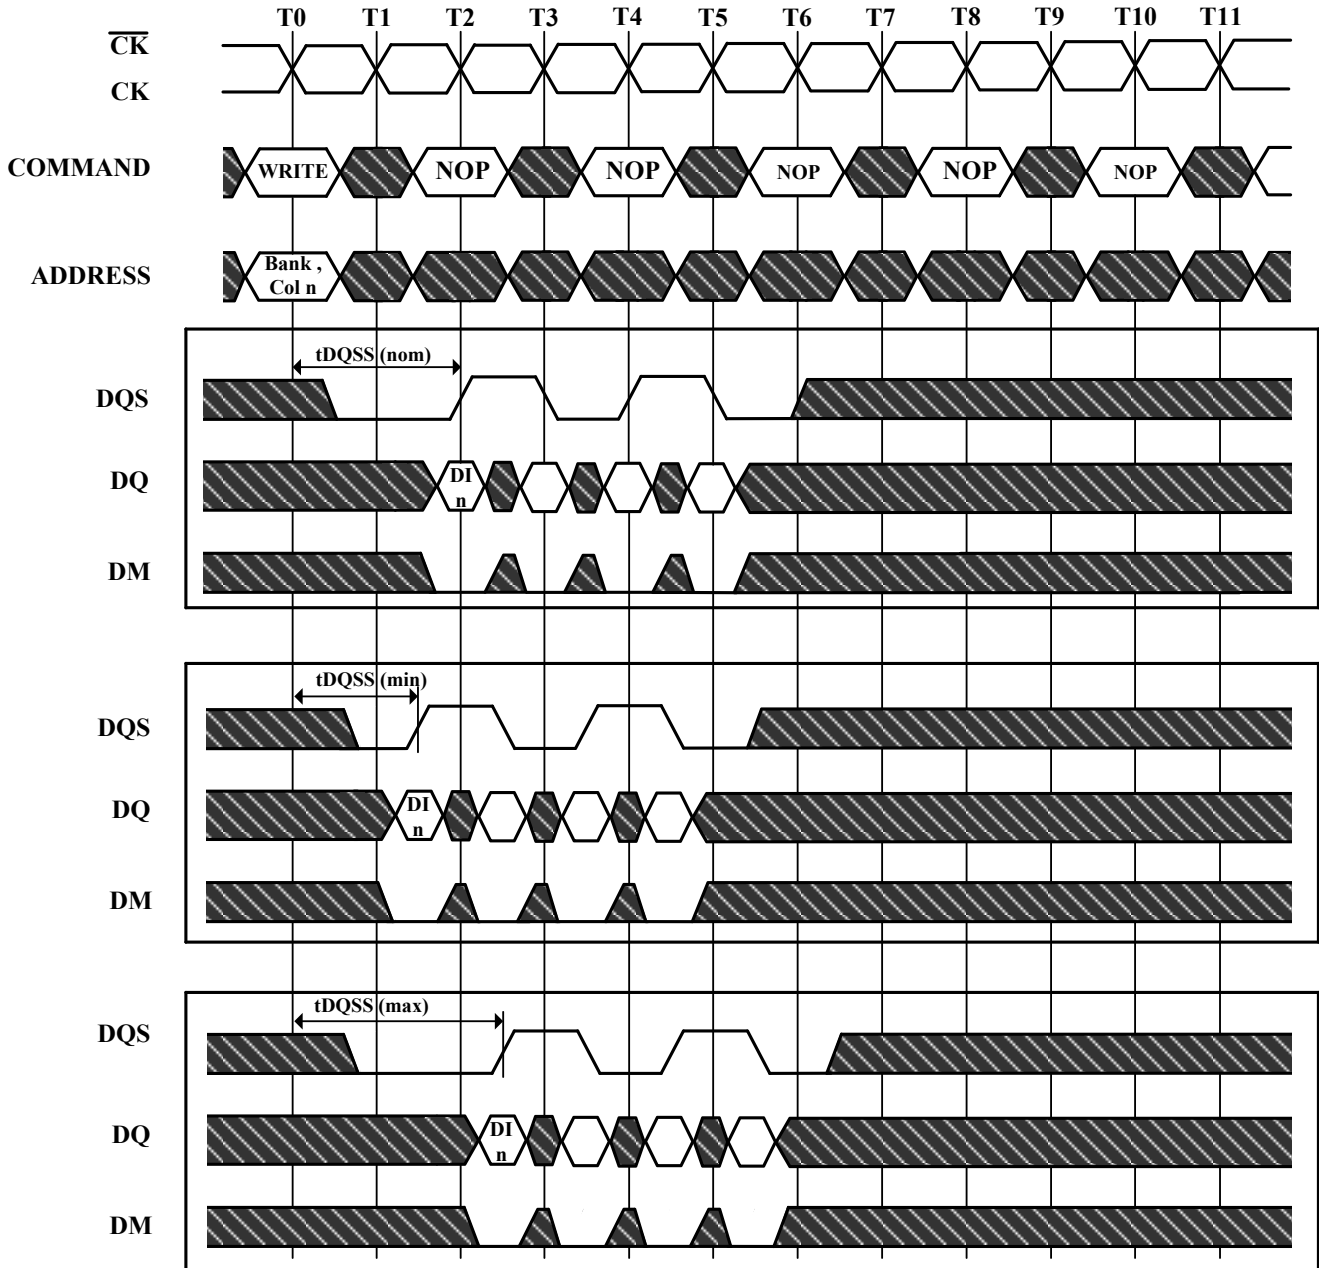 T0 T1 T2 T3 T4 T5 T6 T7 T8 T9 T10 T11
CK
CK
COMMAND WRITE NOP NOP NOP NOP NOP
ADDRESS Bank ,
Col n
tDQSS (nom)
DQS
DQ DI
n
DM
tDQSS (min)
DQS
DQ DI
n
DM
tDQSS (max)
DQS
DQ DI
n
DM